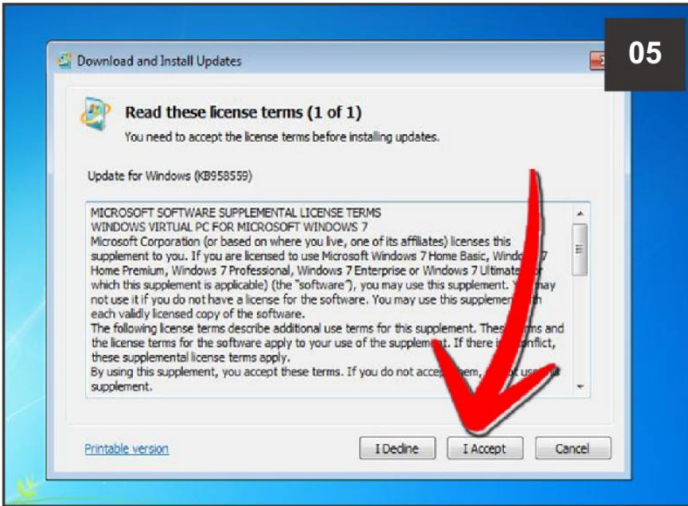 05
Download and Install Updates
Read these license terms (1 of 1)
You need to accept the license terms before installing updates.
Update for Windows (KB958559)
MICROSOFT SOFTWARE SUPPLEMENTAL LICENSE TERMS
WINDOWS VIRTUAL PC FOR MICROSOFT WINDOWS 7
Microsoft Corporation (or based on where you live, one of its affiliates) licenses this
supplement to you. If you are licensed to use Microsoft Windows 7 Home Basic, Windows 7
Home Premium, Windows 7 Professional, Windows 7 Enterprise or Windows 7 Ultimate
which this supplement is applicable) (the "software"), you may use this supplement. may
not use it if you do not have a license for the software. You may use this supplement
each validly licensed copy of the software.
The following license terms describe additional use terms for this supplement. These and
the license terms for the software apply to your use of the supplement. If there conflict,
these supplemental license terms apply.
By using this supplement, you accept these terms. If you do not accept them,
supplement.
Printable version
I Decline
I Accept
Cancel